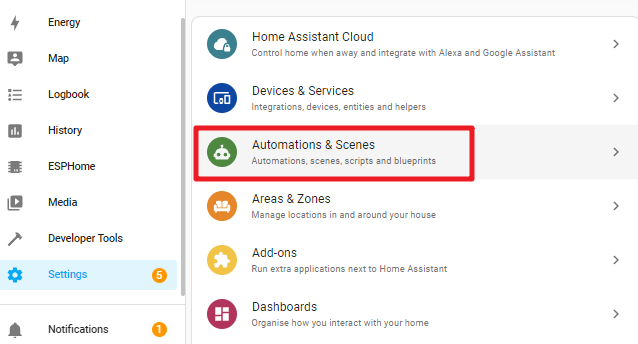 Energy
Map
Logbook
History
ESPHome
Media
Developer Tools
Settings 5
Notifications 1
Home Assistant Cloud
Control home when away and integrate with Alexa and Google Assistant
Devices & Services
Integrations, devices, entities and helpers
Automations & Scenes
Automations, scenes, scripts and blueprints
Areas & Zones
Manage locations in and around your house
Add-ons
Run extra applications next to Home Assistant
Dashboards
Organise how you interact with your home